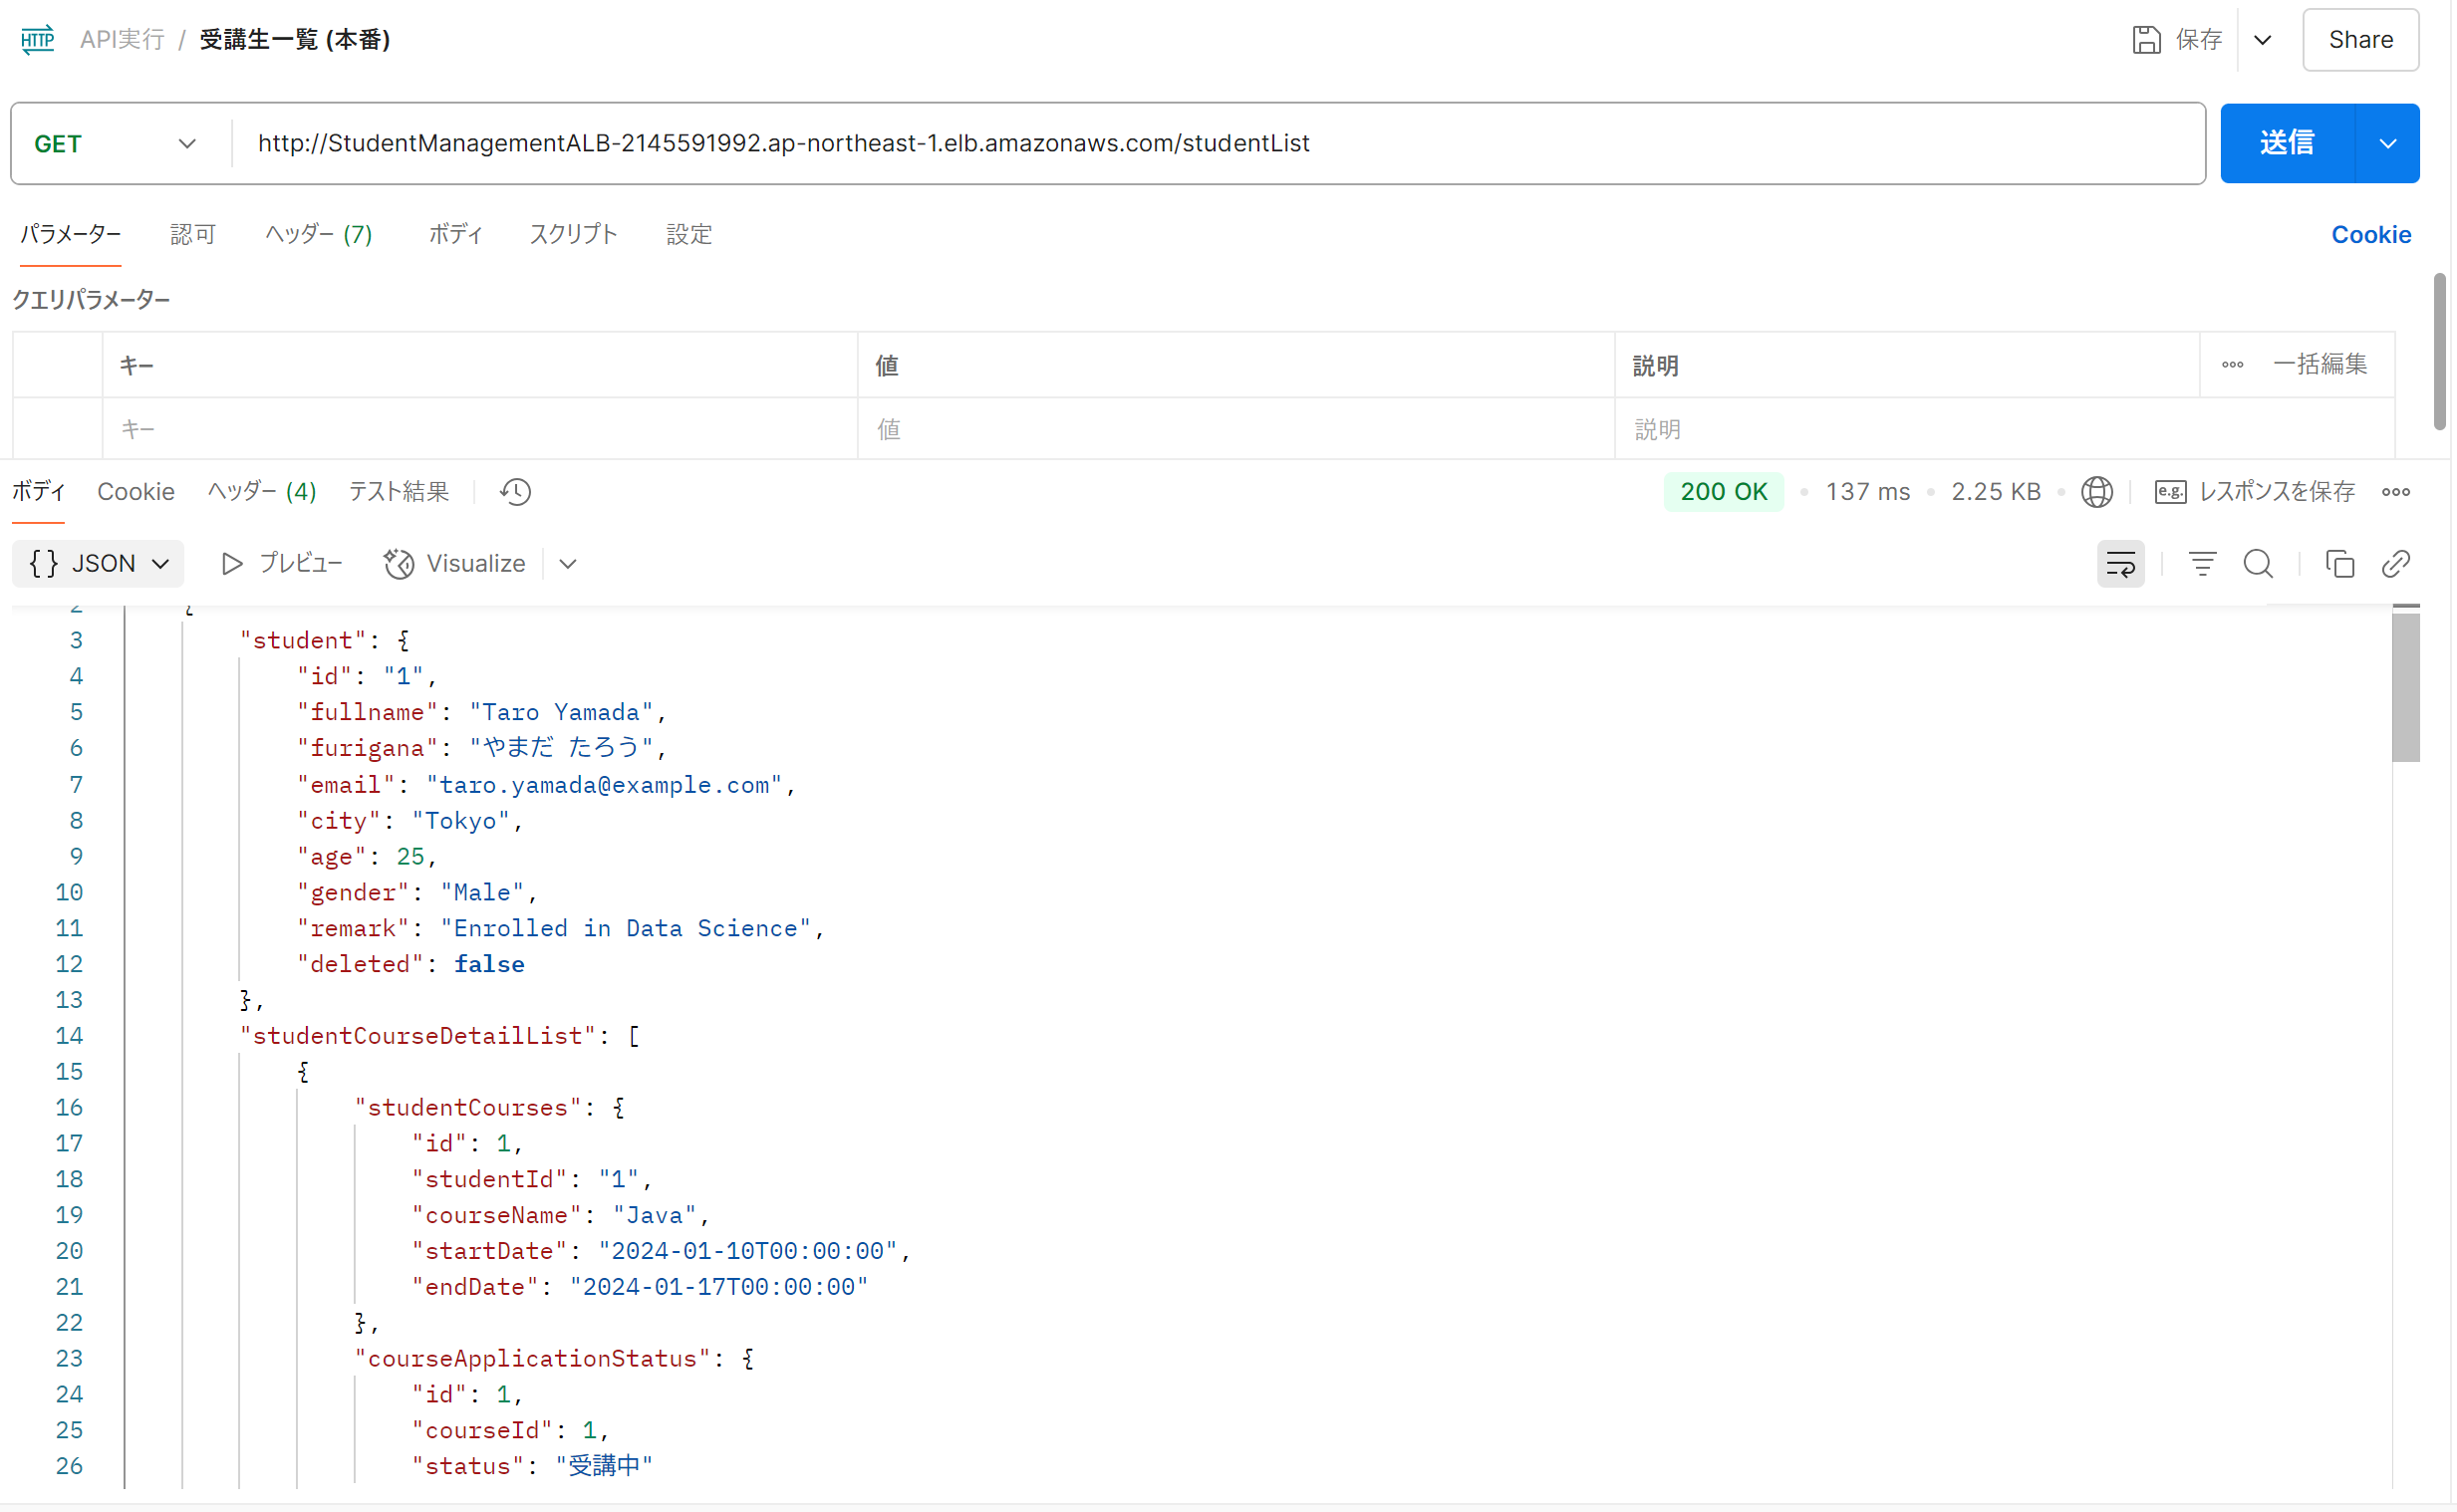 HTTP API実行 / 受講生一覧 (本番) 保存 Share
GET http://StudentManagementALB-2145591992.ap-northeast-1.elb.amazonaws.com/studentList 送信
パラメーター 認可 ヘッダー (7) ボディ スクリプト 設定 Cookie
クエリパラメーター
キー 値 説明 一括編集
キー 値 説明
ボディ Cookie ヘッダー (4) テスト結果 200 OK 137 ms 2.25 KB e.g. レスポンスを保存
{} JSON プレビュー Visualize
2 {
3 "student": {
4 "id": "1",
5 "fullname": "Taro Yamada",
6 "furigana": "やまだ たろう",
7 "email": "taro.yamada@example.com",
8 "city": "Tokyo",
9 "age": 25,
10 "gender": "Male",
11 "remark": "Enrolled in Data Science",
12 "deleted": false
13 },
14 "studentCourseDetailList": [
15 {
16 "studentCourses": {
17 "id": 1,
18 "studentId": "1",
19 "courseName": "Java",
20 "startDate": "2024-01-10T00:00:00",
21 "endDate": "2024-01-17T00:00:00"
22 },
23 "courseApplicationStatus": {
24 "id": 1,
25 "courseId": 1,
26 "status": "受講中"